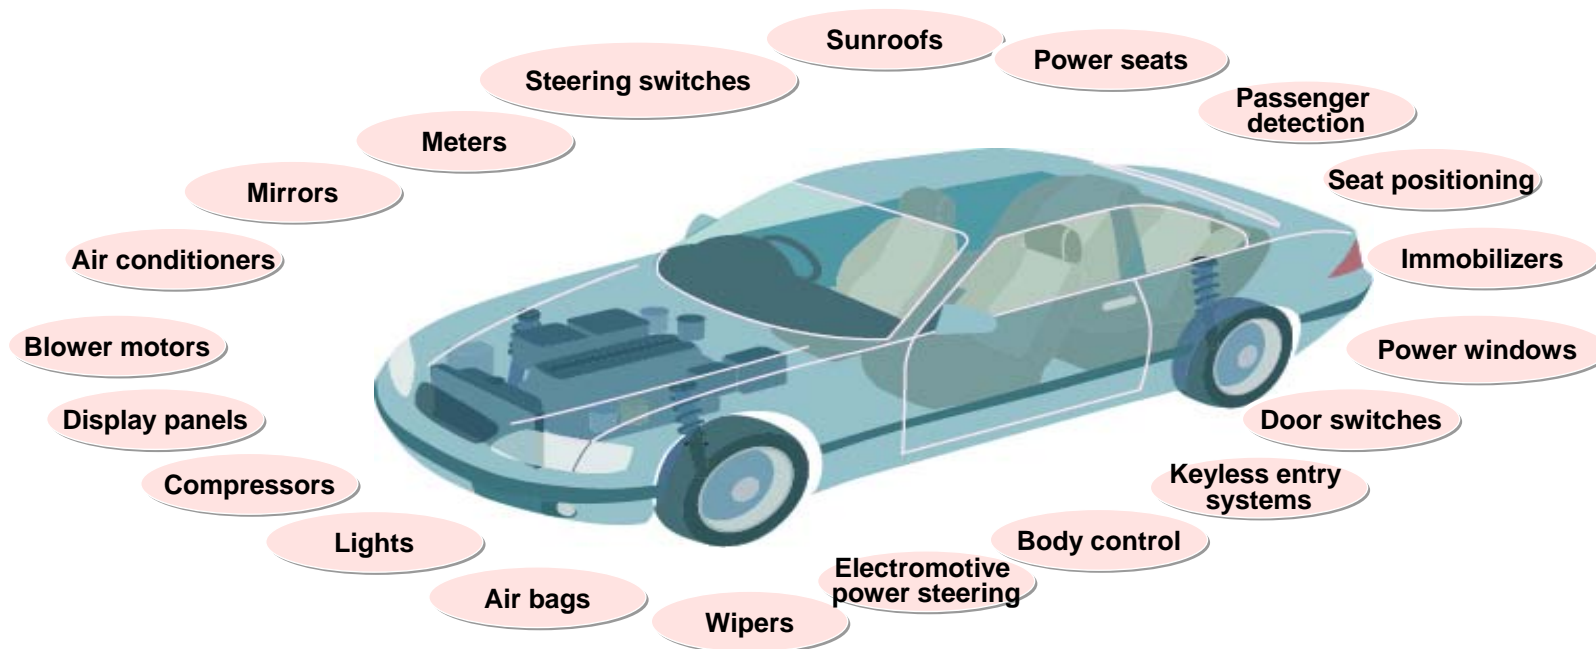 Sunroofs
Steering switches
Power seats
Passenger
detection
Meters
Seat positioning
Mirrors
Air conditioners
Immobilizers
Blower motors
Power windows
Display panels
Door switches
Compressors
Keyless entry
systems
Lights
Body control
Electromotive
power steering
Air bags
Wipers